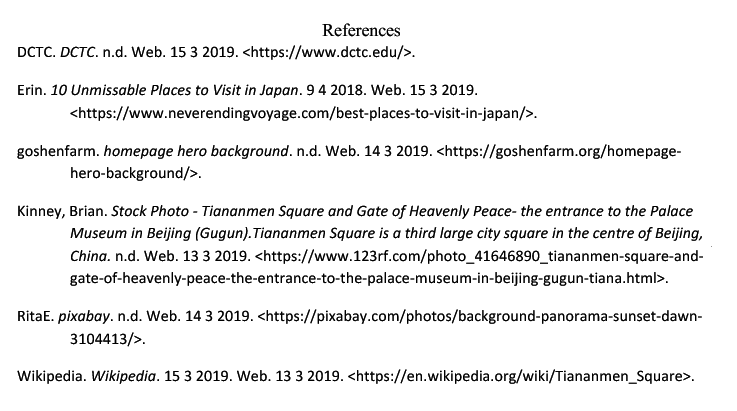 References
DCTC. DCTC. n.d. Web. 15 3 2019. <https://www.dctc.edu/>.
Erin. 10 Unmissable Places to Visit in Japan. 9 4 2018. Web. 15 3 2019.
<https://www.neverendingvoyage.com/best-places-to-visit-in-japan/>.
goshenfarm. homepage hero background. n.d. Web. 14 3 2019. <https://goshenfarm.org/homepage-
hero-background/>.
Kinney, Brian. Stock Photo - Tiananmen Square and Gate of Heavenly Peace- the entrance to the Palace
Museum in Beijing (Gugun).Tiananmen Square is a third large city square in the centre of Beijing,
China. n.d. Web. 13 3 2019. <https://www.123rf.com/photo_41646890_tiananmen-square-and-
gate-of-heavenly-peace-the-entrance-to-the-palace-museum-in-beijing-gugun-tiana.html>.
RitaE. pixabay. n.d. Web. 14 3 2019. <https://pixabay.com/photos/background-panorama-sunset-dawn-
3104413/>.
Wikipedia. Wikipedia. 15 3 2019. Web. 13 3 2019. <https://en.wikipedia.org/wiki/Tiananmen_Square>.